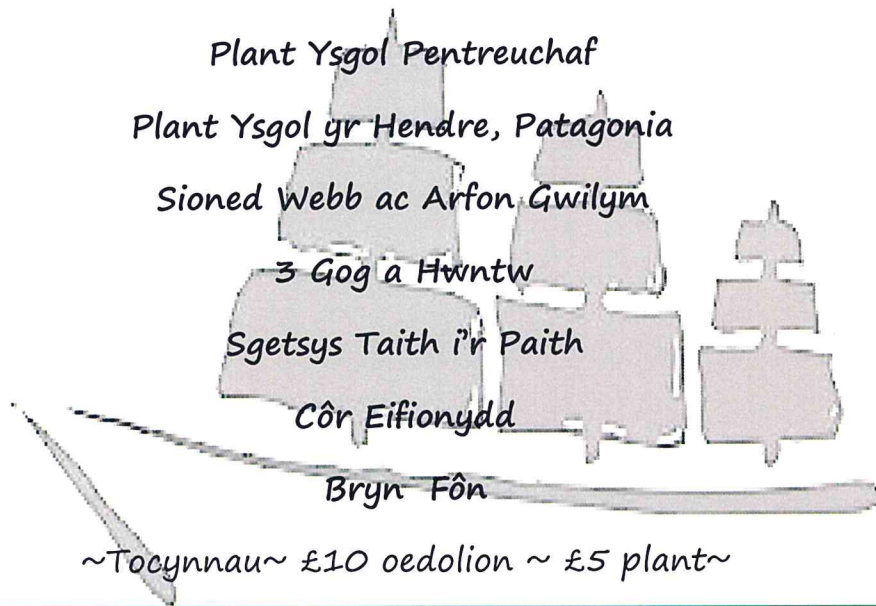 Plant Ysgol Pentreuchaf
Plant Ysgol yr Hendre, Patagonia
Sioned Webb ac Arfon Gwilym
3 Gog a Hwntw
Sgetsys Taith i'r Paith
Côr Eifionydd
Bryn Fôn
~Tocynnau~ £10 oedolion ~ £5 plant~